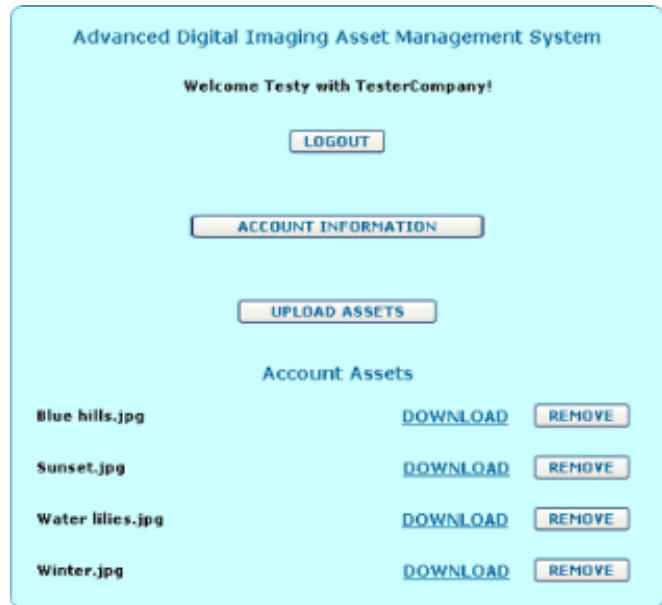 Advanced Digital Imaging Asset Management System
Welcome Testy with TesterCompany!
LOGOUT
ACCOUNT INFORMATION
UPLOAD ASSETS
Account Assets
Blue hills.jpg DOWNLOAD REMOVE
Sunset.jpg DOWNLOAD REMOVE
Water lilies.jpg DOWNLOAD REMOVE
Winter.jpg DOWNLOAD REMOVE